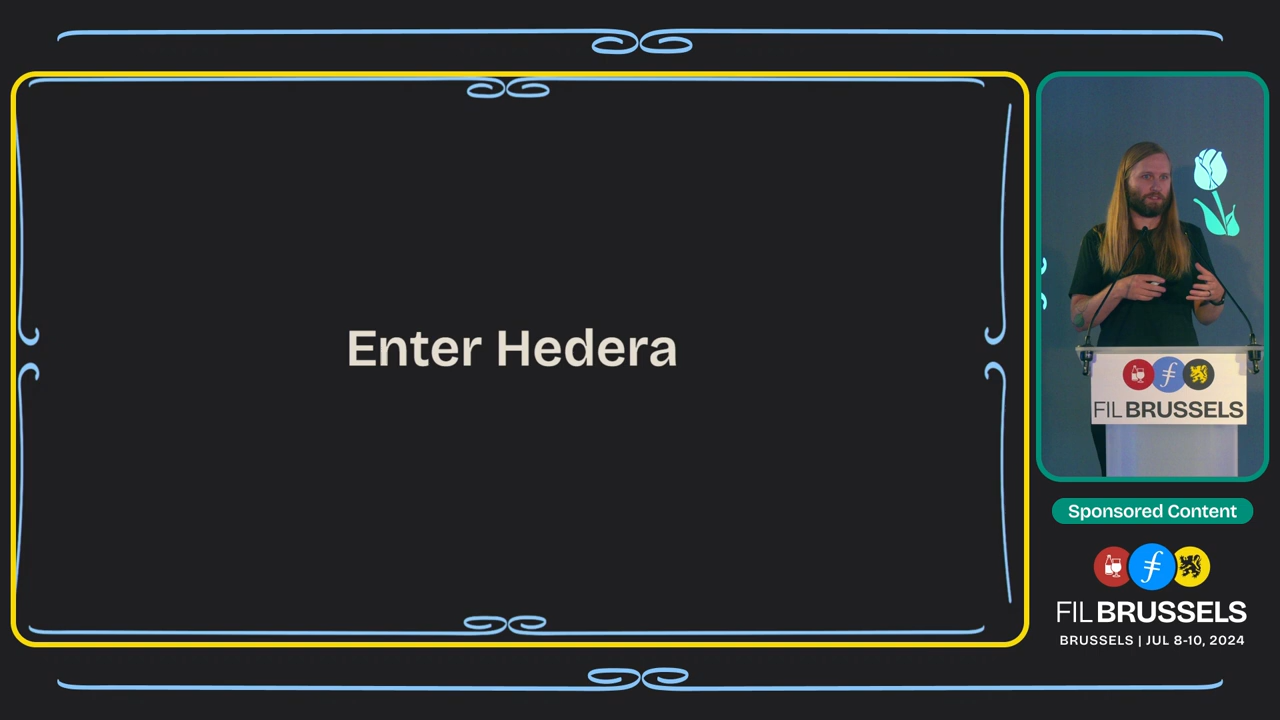 Enter Hedera
FIL BRUSSELS
Sponsored Content
FIL BRUSSELS
BRUSSELS | JUL 8-10, 2024